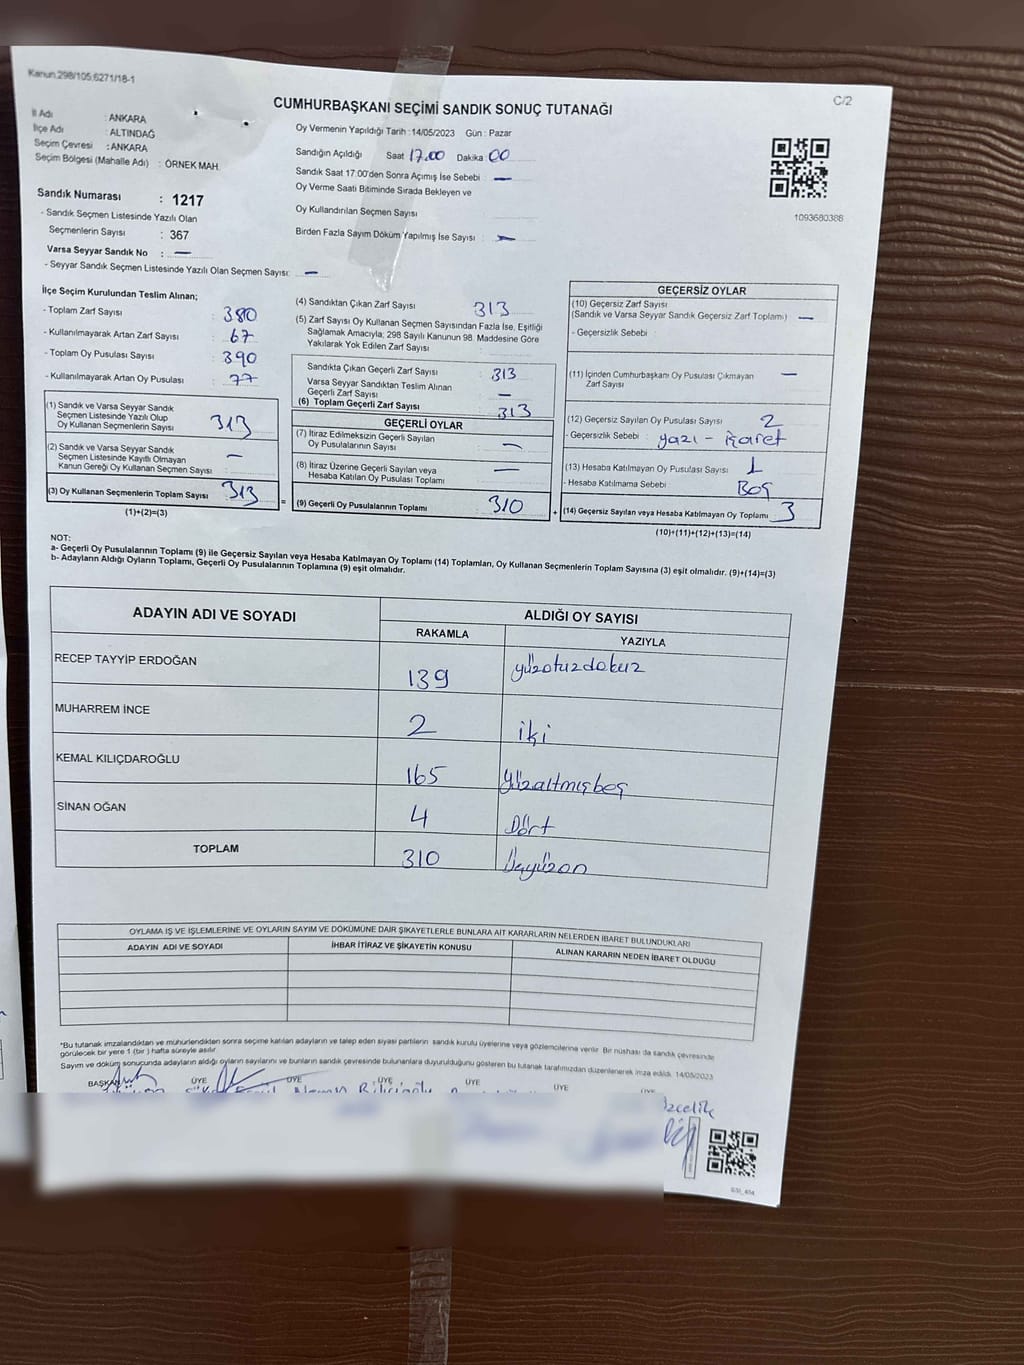 Kanun.298/105,6271/18-1
C/2
CUMHURBAŞKANI SEÇİMİ SANDIK SONUÇ TUTANAĞI
İl Adı : ANKARA
İlçe Adı : ALTINDAĞ
Seçim Çevresi : ANKARA
Seçim Bölgesi (Mahalle Adı) : ÖRNEK MAH.
Sandık Numarası : 1217
- Sandık Seçmen Listesinde Yazılı Olan
Seçmenlerin Sayısı : 367
Varsa Seyyar Sandık No : —
- Seyyar Sandık Seçmen Listesinde Yazılı Olan Seçmen Sayısı: —
Oy Vermenin Yapıldığı Tarih : 14/05/2023 Gün : Pazar
Sandığın Açıldığı Saat 17.00 Dakika : 00
Sandık Saat 17.00'den Sonra Açımış İse Sebebi : —
Oy Verme Saati Bitiminde Sırada Bekleyen ve
Oy Kullandırılan Seçmen Sayısı
Birden Fazla Sayım Döküm Yapılmış İse Sayısı : —
1093680388
İlçe Seçim Kurulundan Teslim Alınan;
- Toplam Zarf Sayısı : 380
- Kullanılmayarak Artan Zarf Sayısı : 67
- Toplam Oy Pusulası Sayısı : 390
- Kullanılmayarak Artan Oy Pusulası : 77
(1) Sandık ve Varsa Seyyar Sandık
Seçmen Listesinde Yazılı Olup
Oy Kullanan Seçmenlerin Sayısı : 313
(2) Sandık ve Varsa Seyyar Sandık
Seçmen Listesinde Kayıtlı Olmayan
Kanun Gereği Oy Kullanan Seçmen Sayısı : —
(3) Oy Kullanan Seçmenlerin Toplam Sayısı : 313
(1)+(2)=(3)
(4) Sandıktan Çıkan Zarf Sayısı 313
(5) Zarf Sayısı Oy Kullanan Seçmen Sayısından Fazla İse, Eşitliği
Sağlamak Amacıyla; 298 Sayılı Kanunun 98. Maddesine Göre
Yakılarak Yok Edilen Zarf Sayısı :
Sandıkta Çıkan Geçerli Zarf Sayısı : 313
Varsa Seyyar Sandıktan Teslim Alınan
Geçerli Zarf Sayısı : —
(6) Toplam Geçerli Zarf Sayısı : 313
GEÇERLİ OYLAR
(7) İtiraz Edilmeksizin Geçerli Sayılan
Oy Pusulalarının Sayısı : —
(8) İtiraz Üzerine Geçerli Sayılan veya
Hesaba Katılan Oy Pusulası Toplamı : —
= (9) Geçerli Oy Pusulalarının Toplamı : 310
GEÇERSİZ OYLAR
(10) Geçersiz Zarf Sayısı
(Sandık ve Varsa Seyyar Sandık Geçersiz Zarf Toplamı) : —
- Geçersizlik Sebebi :
(11) İçinden Cumhurbaşkanı Oy Pusulası Çıkmayan
Zarf Sayısı —
(12) Geçersiz Sayılan Oy Pusulası Sayısı : 2
- Geçersizlik Sebebi : yazı - işaret
(13) Hesaba Katılmayan Oy Pusulası Sayısı : 1
- Hesaba Katılmama Sebebi : Boş
+ (14) Geçersiz Sayılan veya Hesaba Katılmayan Oy Toplamı 3
(10)+(11)+(12)+(13)=(14)
NOT:
a- Geçerli Oy Pusulalarının Toplamı (9) ile Geçersiz Sayılan veya Hesaba Katılmayan Oy Toplamı (14) Toplamları, Oy Kullanan Seçmenlerin Toplam Sayısına (3) eşit olmalıdır. (9)+(14)=(3)
b- Adayların Aldığı Oyların Toplamı, Geçerli Oy Pusulalarının Toplamına (9) eşit olmalıdır.
ADAYIN ADI VE SOYADI ALDIĞI OY SAYISI
RAKAMLA YAZIYLA
RECEP TAYYİP ERDOĞAN 139 yüzotuzdokuz
MUHARREM İNCE 2 iki
KEMAL KILIÇDAROĞLU 165 yüzaltmışbeş
SİNAN OĞAN 4 Dört
TOPLAM 310 Üçyüzon
OYLAMA İŞ VE İŞLEMLERİNE VE OYLARIN SAYIM VE DÖKÜMÜNE DAİR ŞİKAYETLERLE BUNLARA AİT KARARLARIN NELERDEN İBARET BULUNDUKLARI
ADAYIN ADI VE SOYADI İHBAR İTİRAZ VE ŞİKAYETİN KONUSU ALINAN KARARIN NEDEN İBARET OLDUĞU
*Bu tutanak imzalandıktan ve mühürlendikten sonra seçime katılan adayların ve talep eden siyasi partilerin sandık kurulu üyelerine veya gözlemcilerine verilir. Bir nüshası da sandık çevresinde
görülecek bir yere 1 (bir) hafta süreyle asılır.
Sayım ve döküm sonucunda adayların aldığı oyların sayılarını ve bunların sandık çevresinde bulunanlara duyurulduğunu gösteren bu tutanak tarafımızdan düzenlenerek imza edildi. 14/05/2023
BAŞKAN ÜYE ÜYE ÜYE ÜYE ÜYE ÜYE